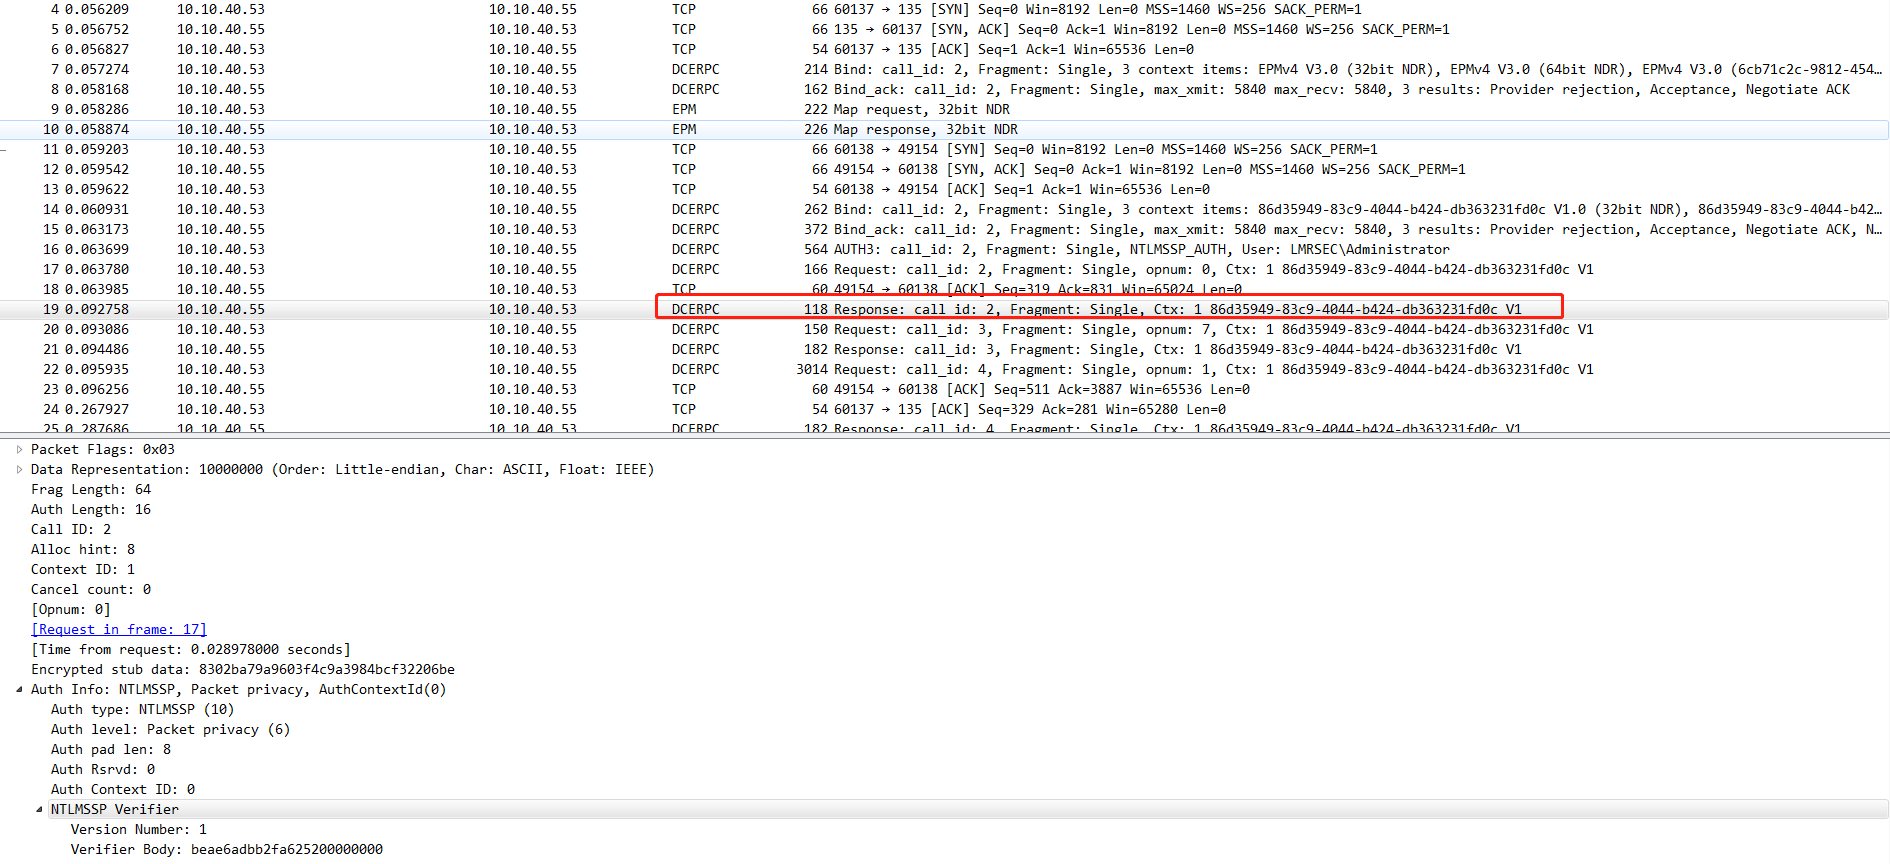 4 0.056209 10.10.40.53 10.10.40.55 TCP 66 60137 → 135 [SYN] Seq=0 Win=8192 Len=0 MSS=1460 WS=256 SACK_PERM=1
5 0.056752 10.10.40.55 10.10.40.53 TCP 66 135 → 60137 [SYN, ACK] Seq=0 Ack=1 Win=8192 Len=0 MSS=1460 WS=256 SACK_PERM=1
6 0.056827 10.10.40.53 10.10.40.55 TCP 54 60137 → 135 [ACK] Seq=1 Ack=1 Win=65536 Len=0
7 0.057274 10.10.40.53 10.10.40.55 DCERPC 214 Bind: call_id: 2, Fragment: Single, 3 context items: EPMv4 V3.0 (32bit NDR), EPMv4 V3.0 (64bit NDR), EPMv4 V3.0 (6cb71c2c-9812-454…
8 0.058168 10.10.40.55 10.10.40.53 DCERPC 162 Bind_ack: call_id: 2, Fragment: Single, max_xmit: 5840 max_recv: 5840, 3 results: Provider rejection, Acceptance, Negotiate ACK
9 0.058286 10.10.40.53 10.10.40.55 EPM 222 Map request, 32bit NDR
10 0.058874 10.10.40.55 10.10.40.53 EPM 226 Map response, 32bit NDR
11 0.059203 10.10.40.53 10.10.40.55 TCP 66 60138 → 49154 [SYN] Seq=0 Win=8192 Len=0 MSS=1460 WS=256 SACK_PERM=1
12 0.059542 10.10.40.55 10.10.40.53 TCP 66 49154 → 60138 [SYN, ACK] Seq=0 Ack=1 Win=8192 Len=0 MSS=1460 WS=256 SACK_PERM=1
13 0.059622 10.10.40.53 10.10.40.55 TCP 54 60138 → 49154 [ACK] Seq=1 Ack=1 Win=65536 Len=0
14 0.060931 10.10.40.53 10.10.40.55 DCERPC 262 Bind: call_id: 2, Fragment: Single, 3 context items: 86d35949-83c9-4044-b424-db363231fd0c V1.0 (32bit NDR), 86d35949-83c9-4044-b42…
15 0.063173 10.10.40.55 10.10.40.53 DCERPC 372 Bind_ack: call_id: 2, Fragment: Single, max_xmit: 5840 max_recv: 5840, 3 results: Provider rejection, Acceptance, Negotiate ACK, N…
16 0.063699 10.10.40.53 10.10.40.55 DCERPC 564 AUTH3: call_id: 2, Fragment: Single, NTLMSSP_AUTH, User: LMRSEC\Administrator
17 0.063780 10.10.40.53 10.10.40.55 DCERPC 166 Request: call_id: 2, Fragment: Single, opnum: 0, Ctx: 1 86d35949-83c9-4044-b424-db363231fd0c V1
18 0.063985 10.10.40.55 10.10.40.53 TCP 60 49154 → 60138 [ACK] Seq=319 Ack=831 Win=65024 Len=0
19 0.092758 10.10.40.55 10.10.40.53 DCERPC 118 Response: call_id: 2, Fragment: Single, Ctx: 1 86d35949-83c9-4044-b424-db363231fd0c V1
20 0.093086 10.10.40.53 10.10.40.55 DCERPC 150 Request: call_id: 3, Fragment: Single, opnum: 7, Ctx: 1 86d35949-83c9-4044-b424-db363231fd0c V1
21 0.094486 10.10.40.55 10.10.40.53 DCERPC 182 Response: call_id: 3, Fragment: Single, Ctx: 1 86d35949-83c9-4044-b424-db363231fd0c V1
22 0.095935 10.10.40.53 10.10.40.55 DCERPC 3014 Request: call_id: 4, Fragment: Single, opnum: 1, Ctx: 1 86d35949-83c9-4044-b424-db363231fd0c V1
23 0.096256 10.10.40.55 10.10.40.53 TCP 60 49154 → 60138 [ACK] Seq=511 Ack=3887 Win=65536 Len=0
24 0.267927 10.10.40.53 10.10.40.55 TCP 54 60137 → 135 [ACK] Seq=329 Ack=281 Win=65280 Len=0
25 0.287686 10.10.40.55 10.10.40.53 DCERPC 182 Response: call_id: 4, Fragment: Single, Ctx: 1 86d35949-83c9-4044-b424-db363231fd0c V1
Packet Flags: 0x03
Data Representation: 10000000 (Order: Little-endian, Char: ASCII, Float: IEEE)
Frag Length: 64
Auth Length: 16
Call ID: 2
Alloc hint: 8
Context ID: 1
Cancel count: 0
[Opnum: 0]
[Request in frame: 17]
[Time from request: 0.028978000 seconds]
Encrypted stub data: 8302ba79a9603f4c9a3984bcf32206be
Auth Info: NTLMSSP, Packet privacy, AuthContextId(0)
Auth type: NTLMSSP (10)
Auth level: Packet privacy (6)
Auth pad len: 8
Auth Rsrvd: 0
Auth Context ID: 0
NTLMSSP Verifier
Version Number: 1
Verifier Body: beae6adbb2fa625200000000